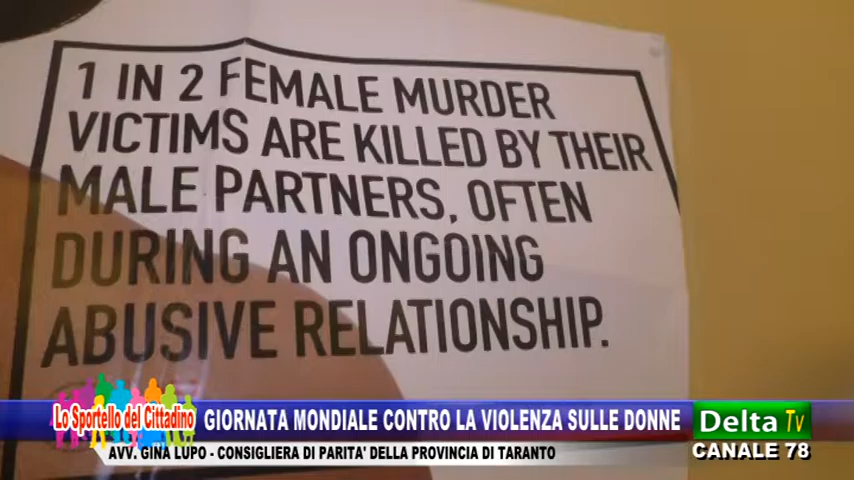 1 IN 2 FEMALE MURDER
VICTIMS ARE KILLED BY THEIR
MALE PARTNERS, OFTEN
DURING AN ONGOING
ABUSIVE RELATIONSHIP.
Lo Sportello del Cittadino
GIORNATA MONDIALE CONTRO LA VIOLENZA SULLE DONNE
Delta Tv
AVV. GINA LUPO - CONSIGLIERA DI PARITA' DELLA PROVINCIA DI TARANTO
CANALE 78